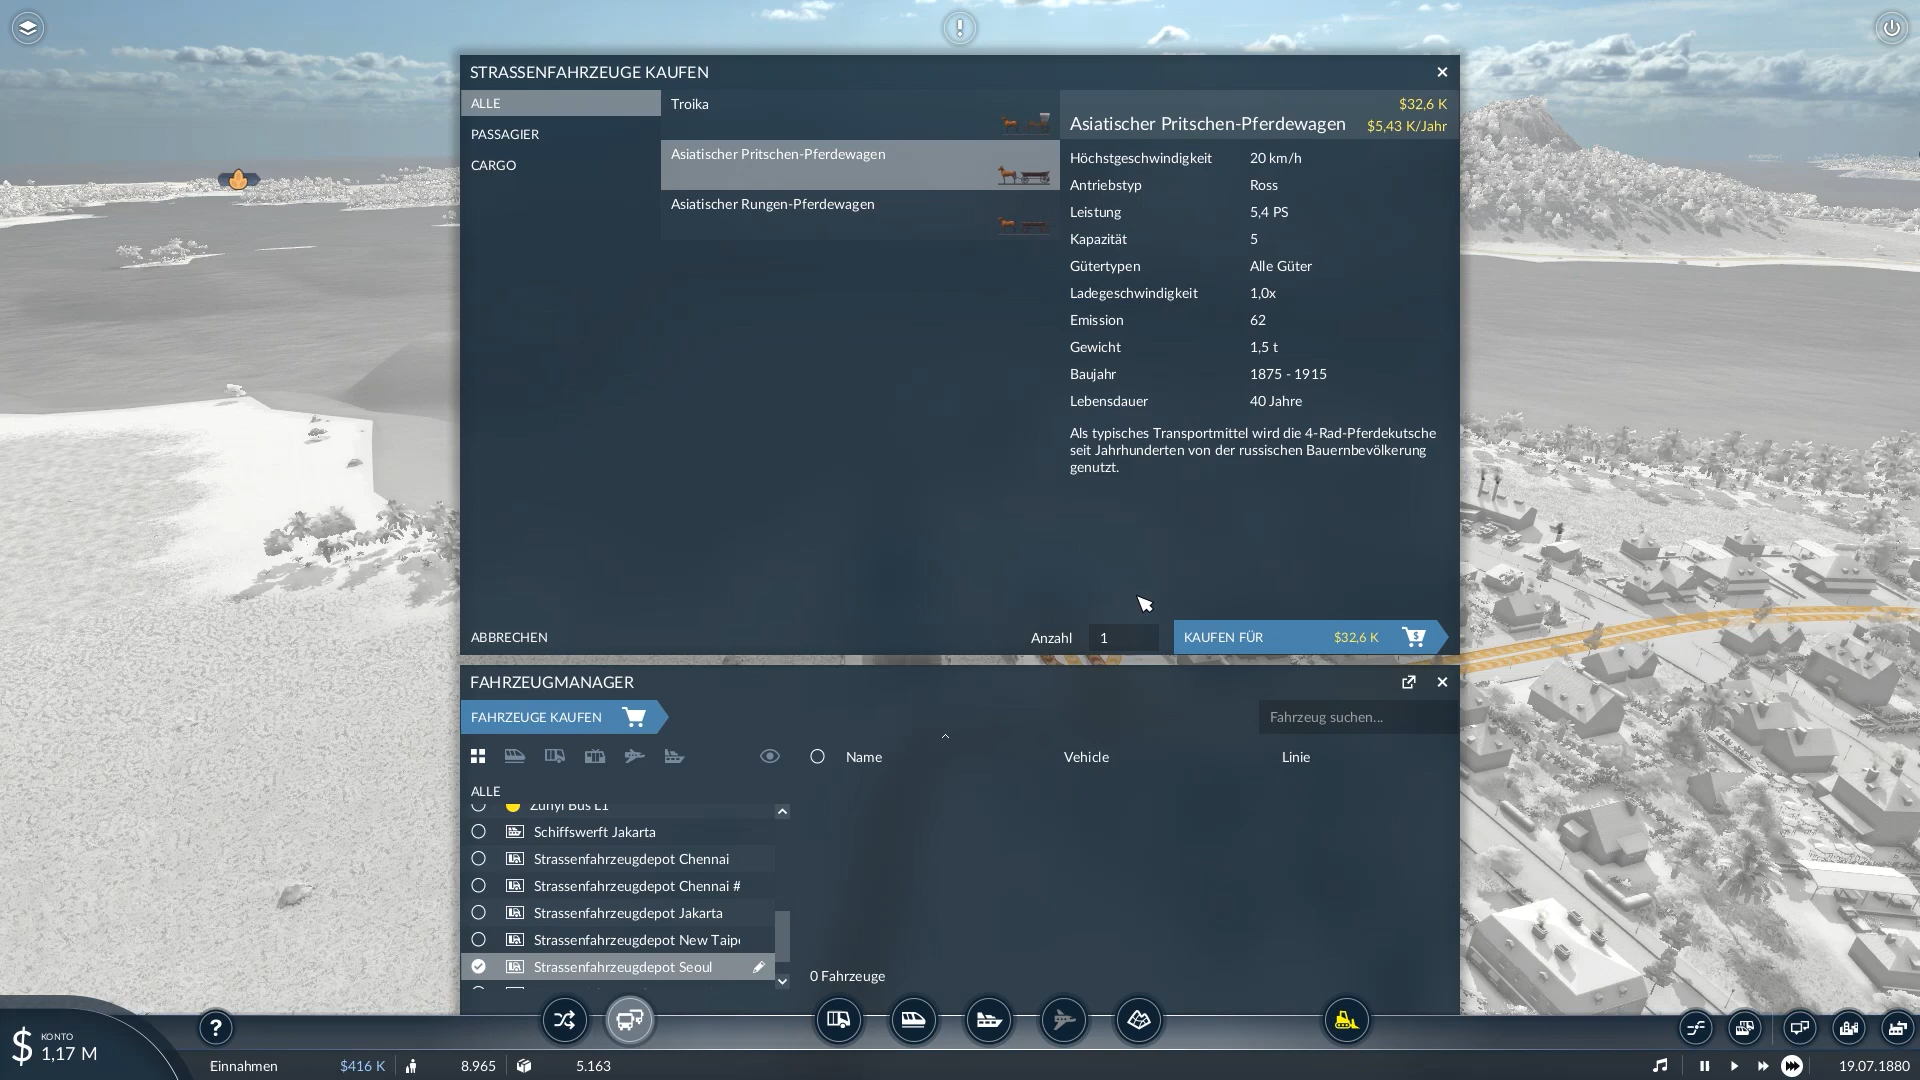 STRASSENFAHRZEUGE KAUFEN
ALLE
PASSAGIER
CARGO
Troika
Asiatischer Pritschen-Pferdewagen
Asiatischer Rungen-Pferdewagen
$32,6 K
Asiatischer Pritschen-Pferdewagen $5,43 K/Jahr
Höchstgeschwindigkeit 20 km/h
Antriebstyp Ross
Leistung 5,4 PS
Kapazität 5
Gütertypen Alle Güter
Ladegeschwindigkeit 1,0x
Emission 62
Gewicht 1,5 t
Baujahr 1875 - 1915
Lebensdauer 40 Jahre
Als typisches Transportmittel wird die 4-Rad-Pferdekutsche
seit Jahrhunderten von der russischen Bauernbevölkerung
genutzt.
ABBRECHEN Anzahl 1 KAUFEN FÜR $32,6 K
FAHRZEUGMANAGER
FAHRZEUGE KAUFEN Fahrzeug suchen...
Name Vehicle Linie
ALLE
Zunyi Bus L1
Schiffswerft Jakarta
Strassenfahrzeugdepot Chennai
Strassenfahrzeugdepot Chennai #
Strassenfahrzeugdepot Jakarta
Strassenfahrzeugdepot New Taip
Strassenfahrzeugdepot Seoul
0 Fahrzeuge
$ KONTO
1,17 M
?
Einnahmen $416 K 8.965 5.163 19.07.1880